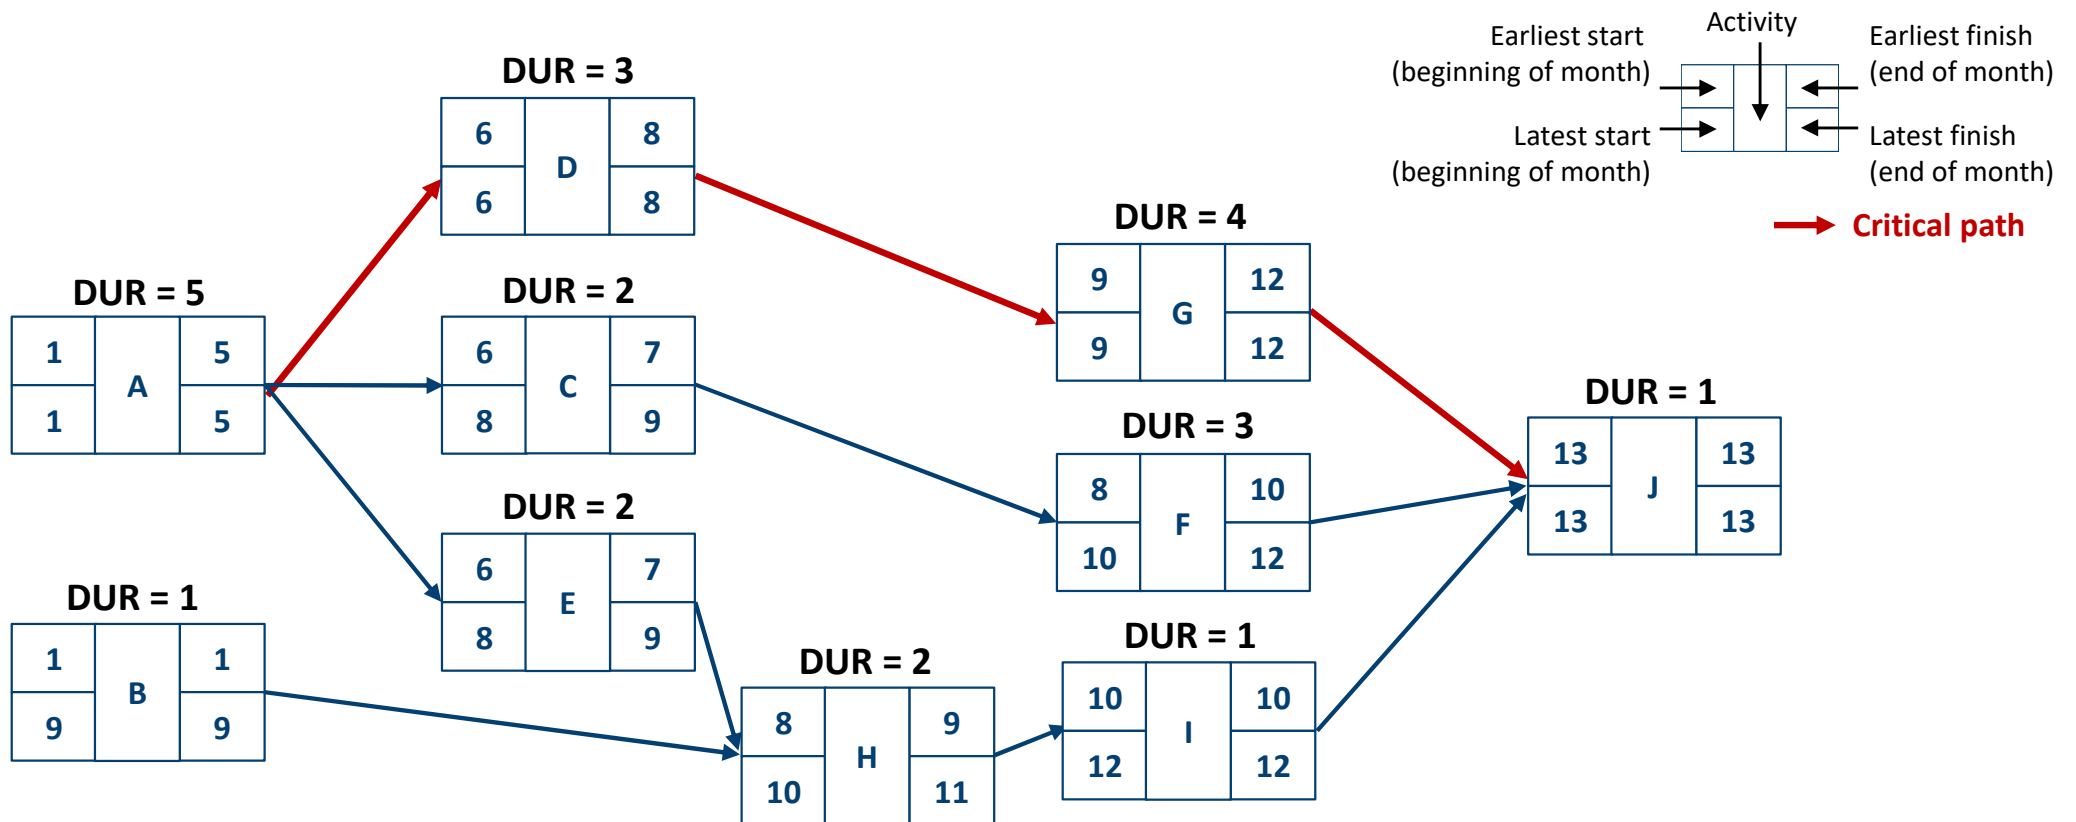 Activity
Earliest start
(beginning of month)
Earliest finish
(end of month)
Latest start
(beginning of month)
Latest finish
(end of month)
Critical path
DUR = 3
6 D 8
6 8
DUR = 5
1 A 5
1 5
DUR = 2
6 C 7
8 9
DUR = 2
6 E 7
8 9
DUR = 1
1 B 1
9 9
DUR = 2
8 H 9
10 11
DUR = 4
9 G 12
9 12
DUR = 3
8 F 10
10 12
DUR = 1
10 I 10
12 12
DUR = 1
13 J 13
13 13